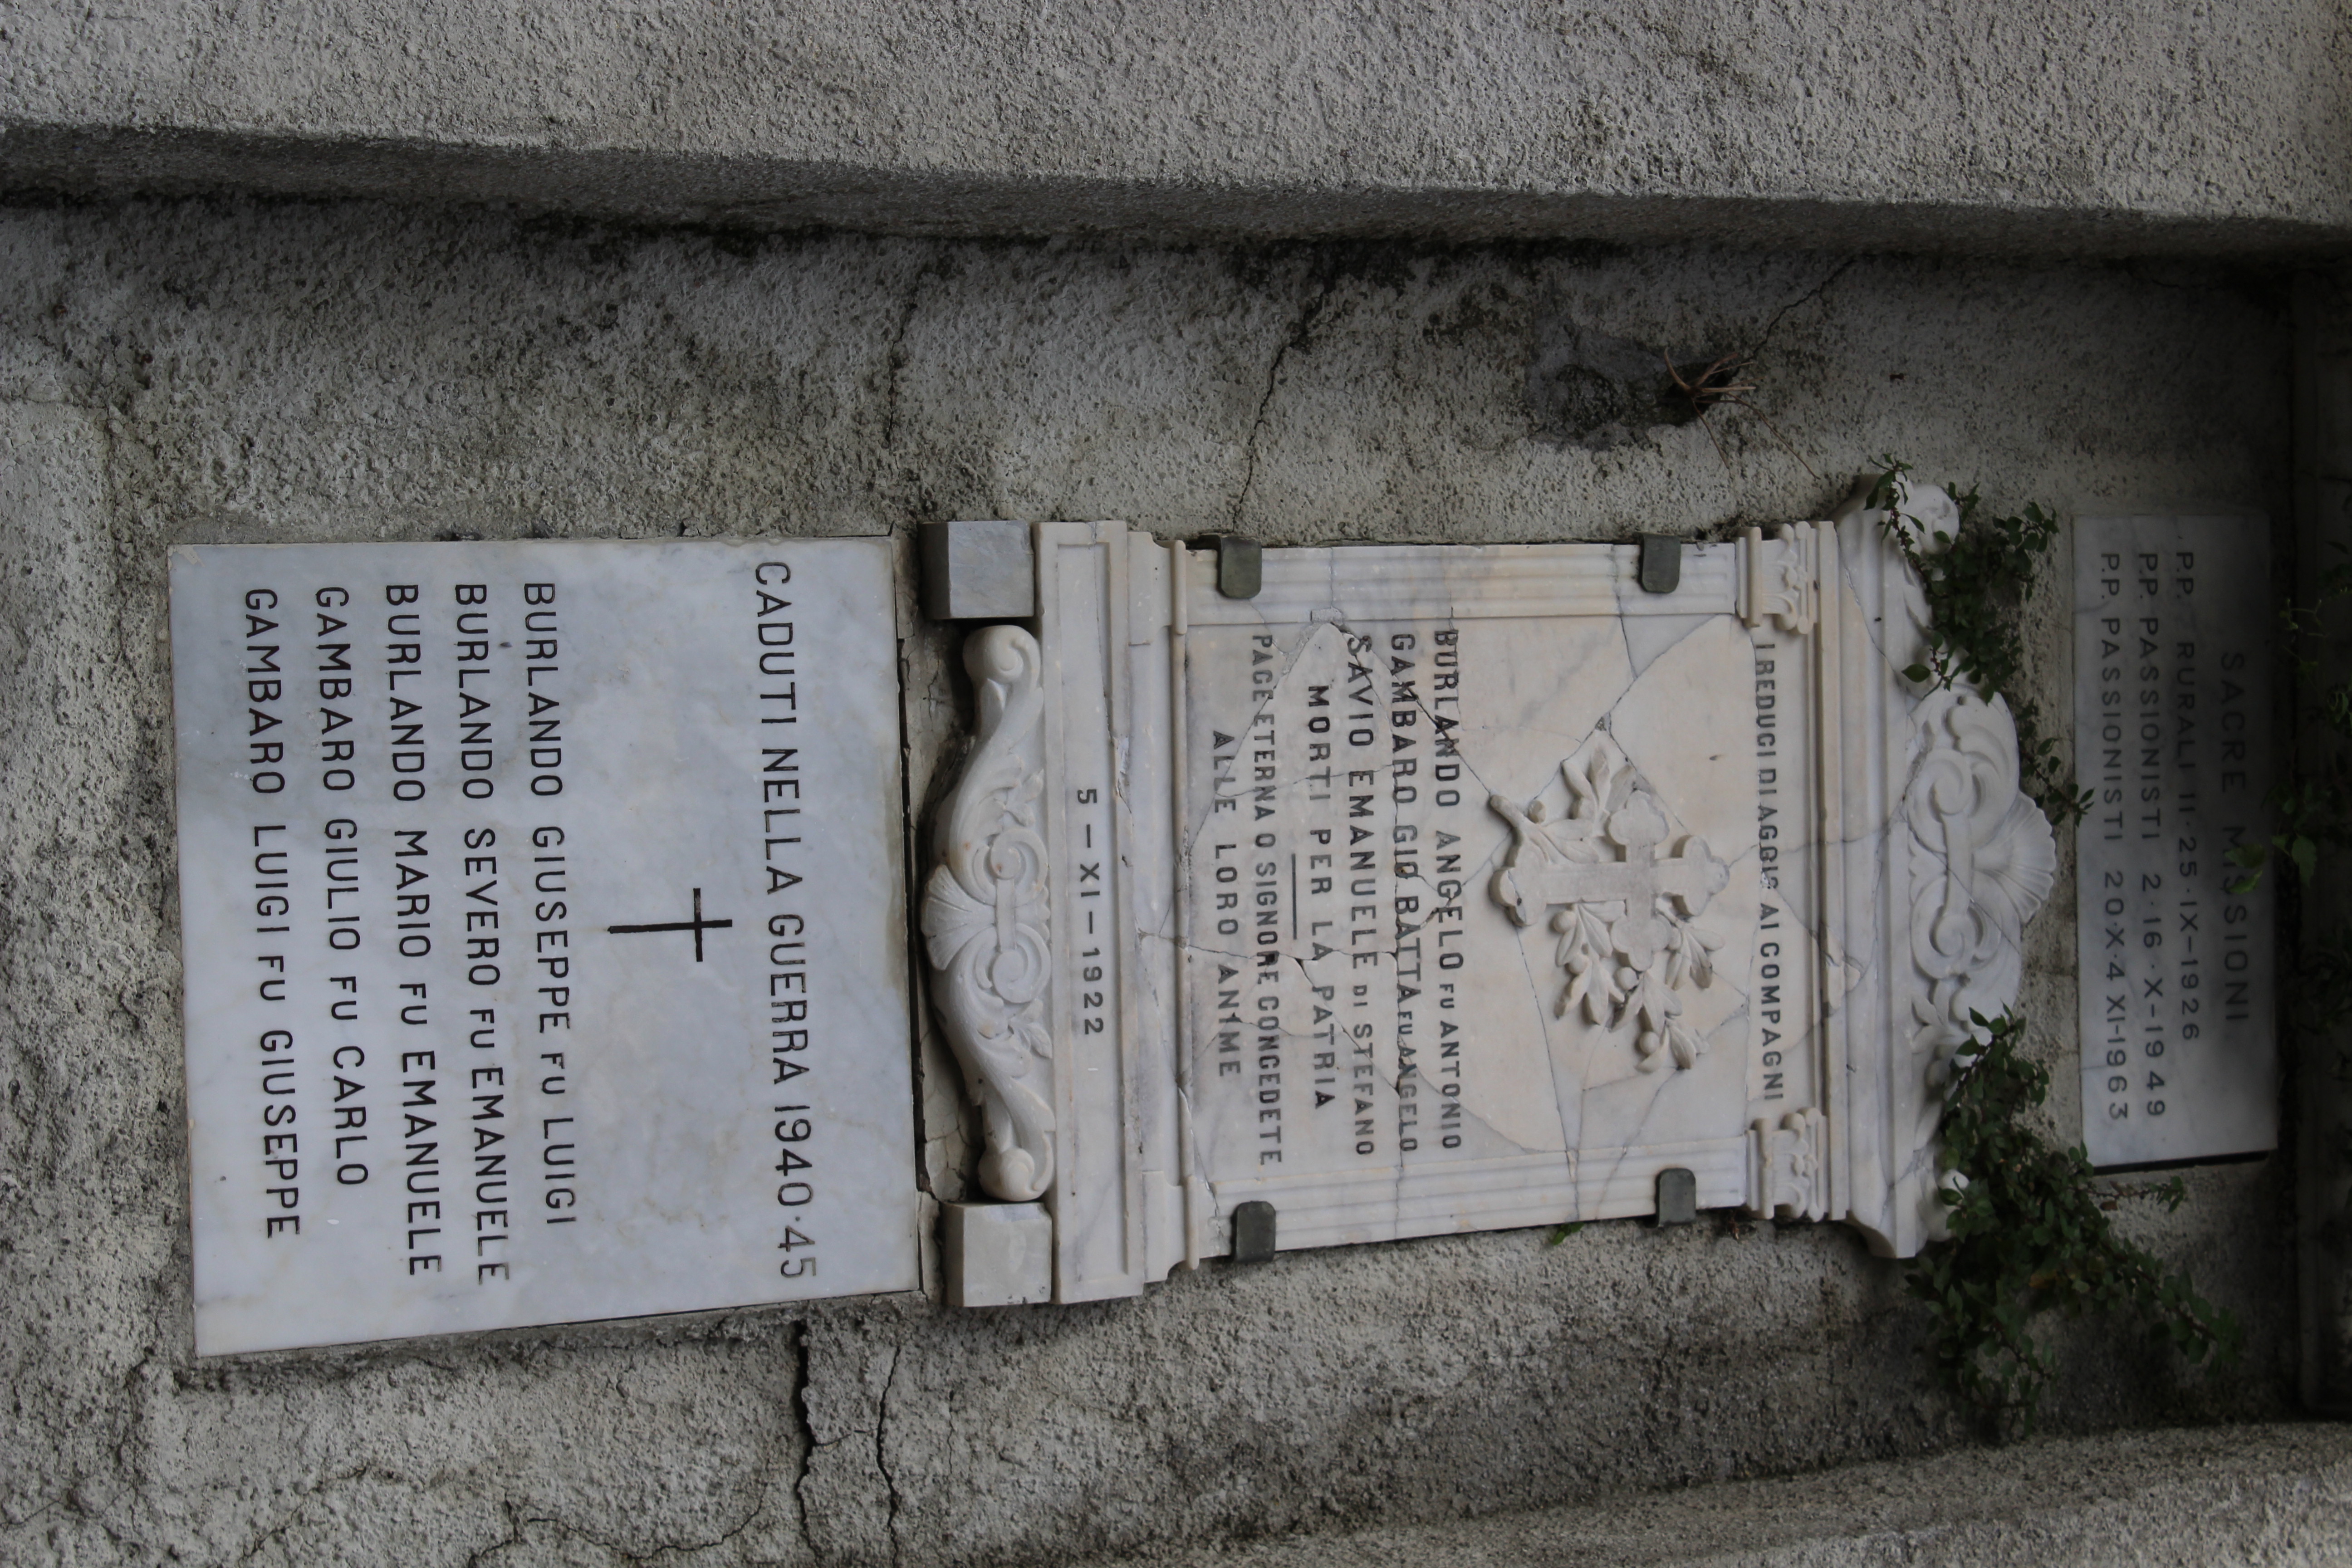 SACRE MISSIONI
P.P. RURALI 11·25·IX-1926
P.P. PASSIONISTI 2·16·X-1949
P.P. PASSIONISTI 20·X·4 XI-1963
I REDUCI DI AGGIO AI COMPAGNI
BURLANDO ANGELO FU ANTONIO
GAMBARO GIO BATTA FU ANGELO
SAVIO EMANUELE DI STEFANO
MORTI PER LA PATRIA
PACE ETERNA O SIGNORE CONCEDETE
ALLE LORO ANIME
5-XI-1922
CADUTI NELLA GUERRA 1940·45
BURLANDO GIUSEPPE FU LUIGI
BURLANDO SEVERO FU EMANUELE
BURLANDO MARIO FU EMANUELE
GAMBARO GIULIO FU CARLO
GAMBARO LUIGI FU GIUSEPPE